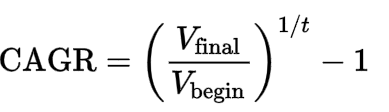 CAGR = (V_final / V_begin)^{1/t} − 1